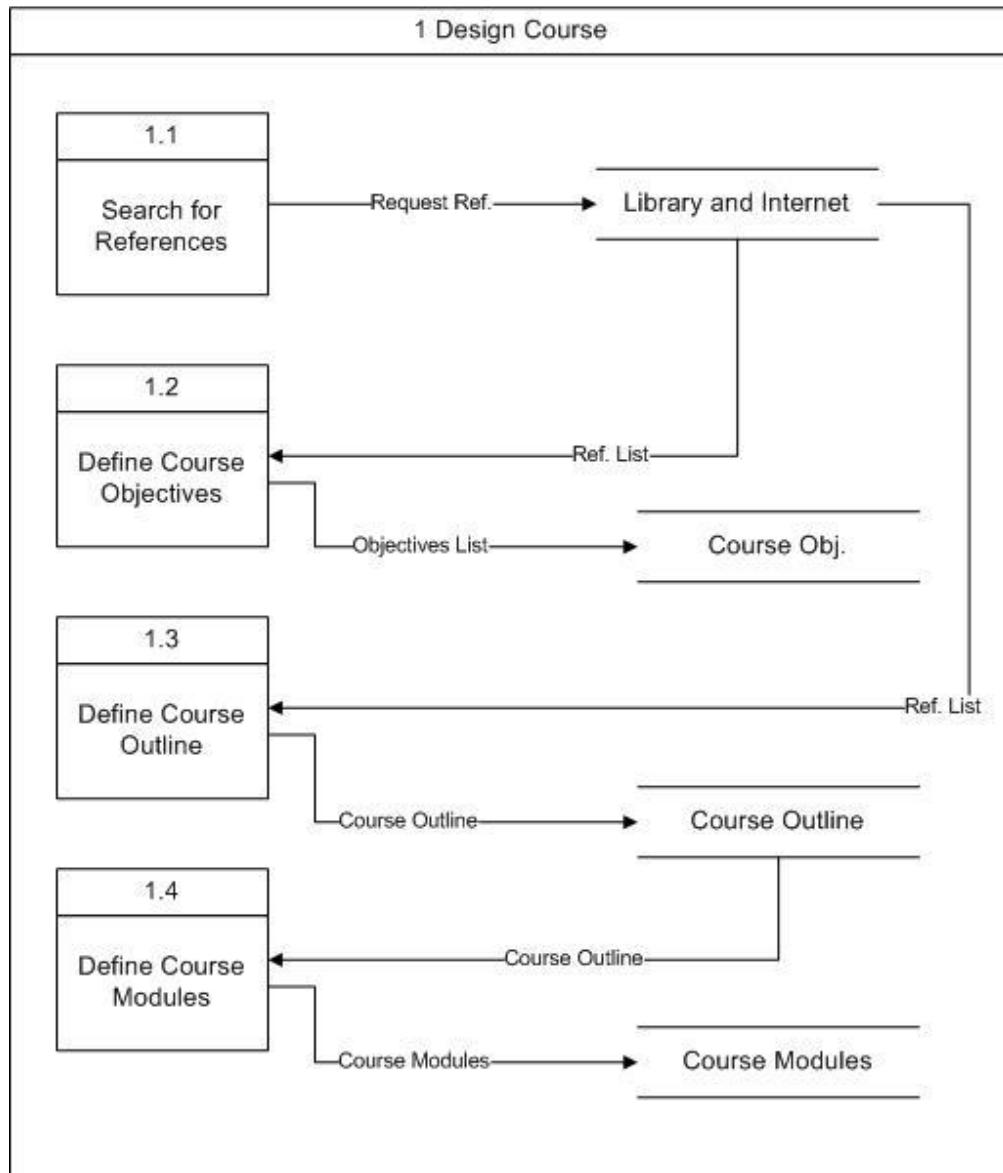 1 Design Course
1.1
Search for
References
Request Ref.
Library and Internet
1.2
Define Course
Objectives
Ref. List
Objectives List
Course Obj.
1.3
Define Course
Outline
Ref. List
Course Outline
Course Outline
1.4
Define Course
Modules
Course Outline
Course Modules
Course Modules